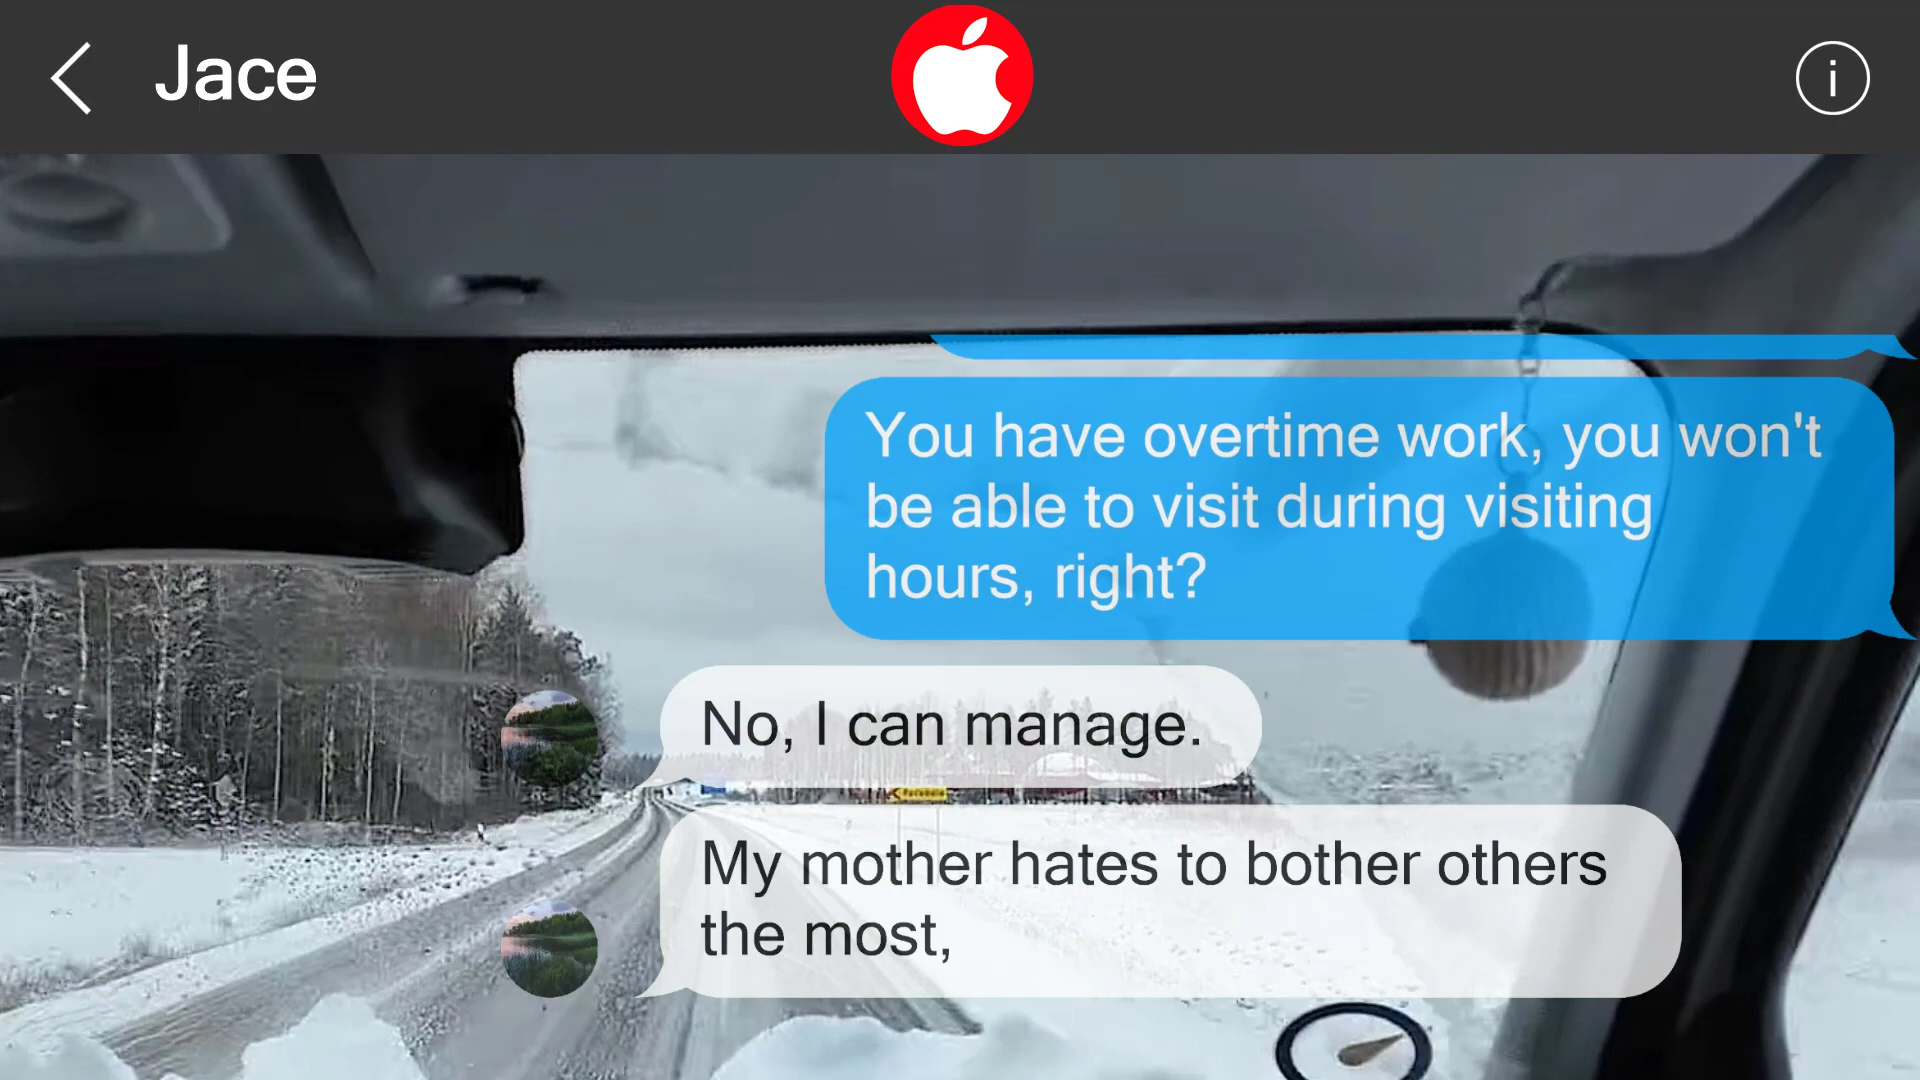 Jace
You have overtime work, you won't
be able to visit during visiting
hours, right?
No, I can manage.
My mother hates to bother others
the most,